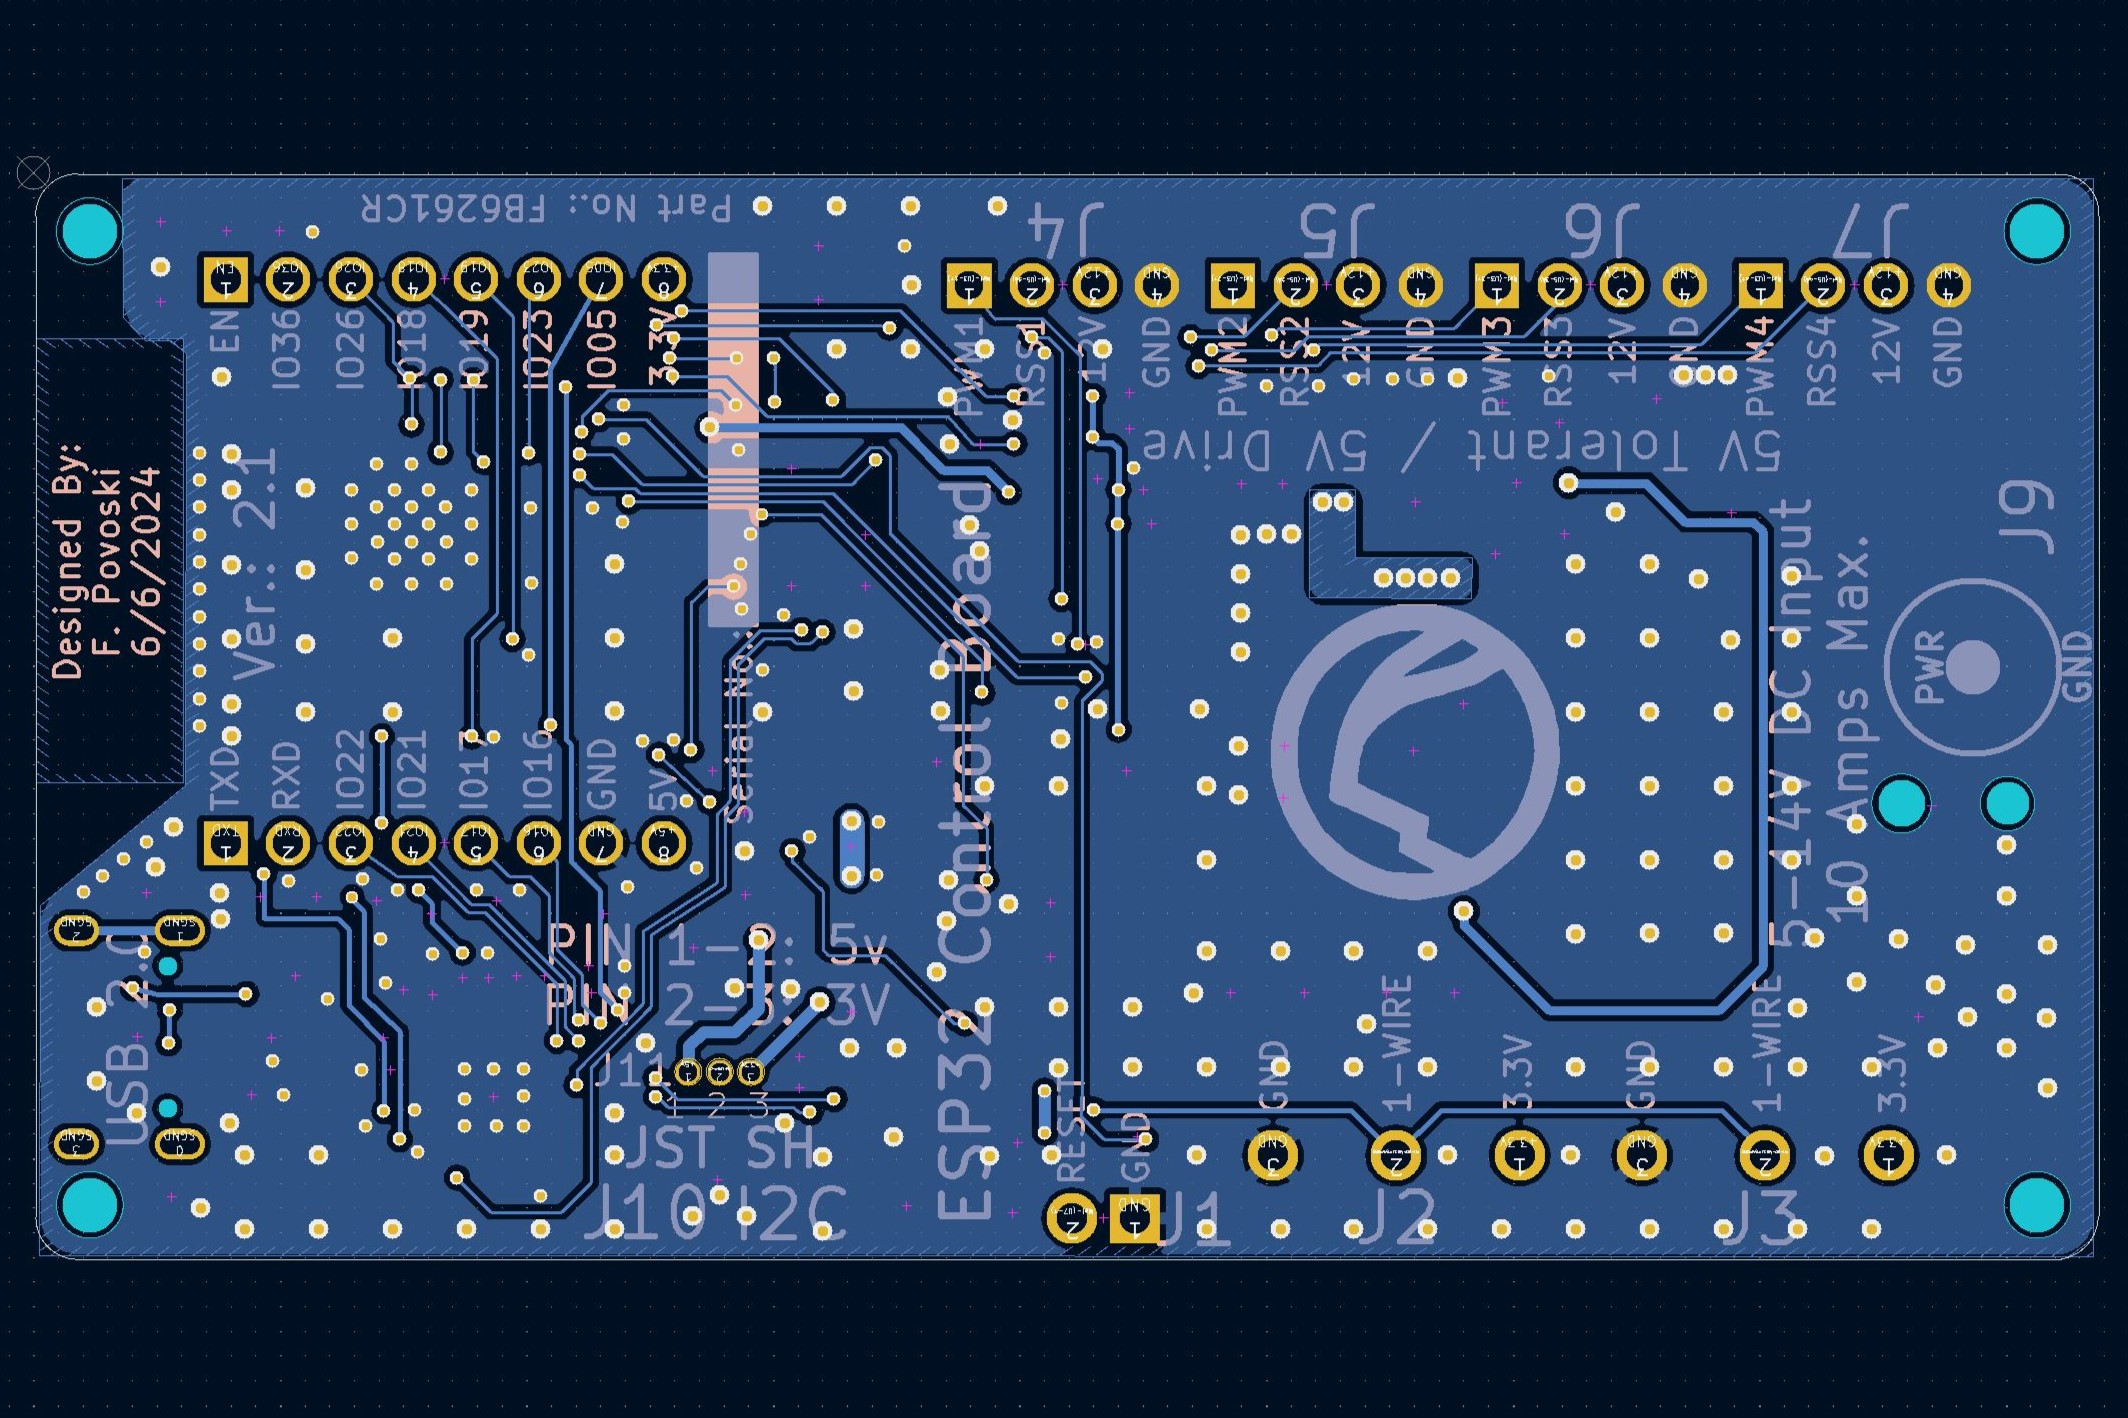 Part No.: FB6261CR
J4
J5
J6
J7
EN
IO36
IO26
IO18
IO19
IO23
IO05
3.3V
PWM1
RSS1
12V
GND
PWM2
RSS2
12V
GND
PWM3
RSS3
12V
GND
PWM4
RSS4
12V
GND
5V Tolerant / 5V Drive
Designed By:
F. Povoski
6/6/2024
Ver.: 2.1
Serial No.:
ESP32 Control Board
5-14V DC Input
10 Amps Max.
J9
PWR
GND
TXD
RXD
IO22
IO21
IO17
IO16
GND
5V
USB 2.0
PIN 1-2: 5v
PIN 2-3: 3V
J11
1 2 3
JST SH
J10 I2C
RESET
GND
J1
GND
1-WIRE
3.3V
J2
GND
1-WIRE
3.3V
J3